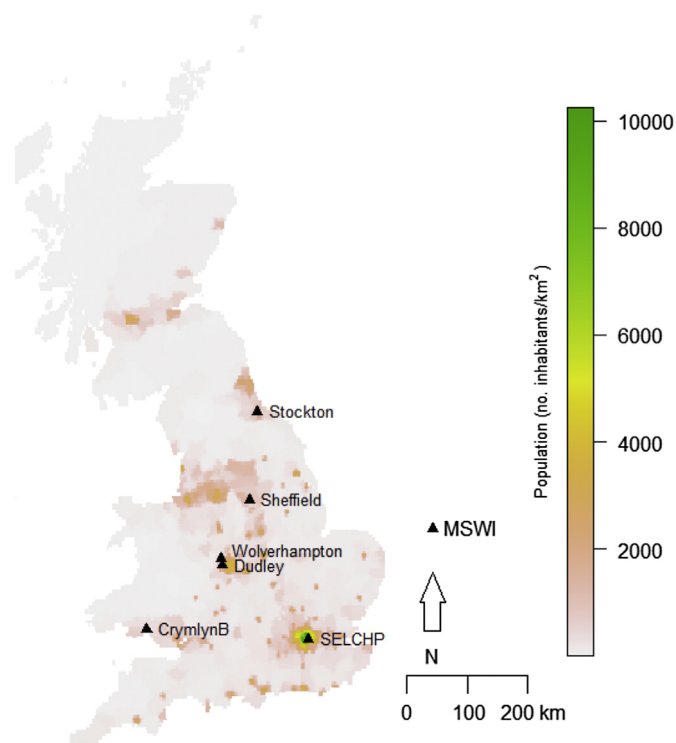 Stockton
Sheffield
Wolverhampton
Dudley
CrymlynB
SELCHP
MSWI
N
0 100 200 km
Population (no. inhabitants/km²)
10000
8000
6000
4000
2000